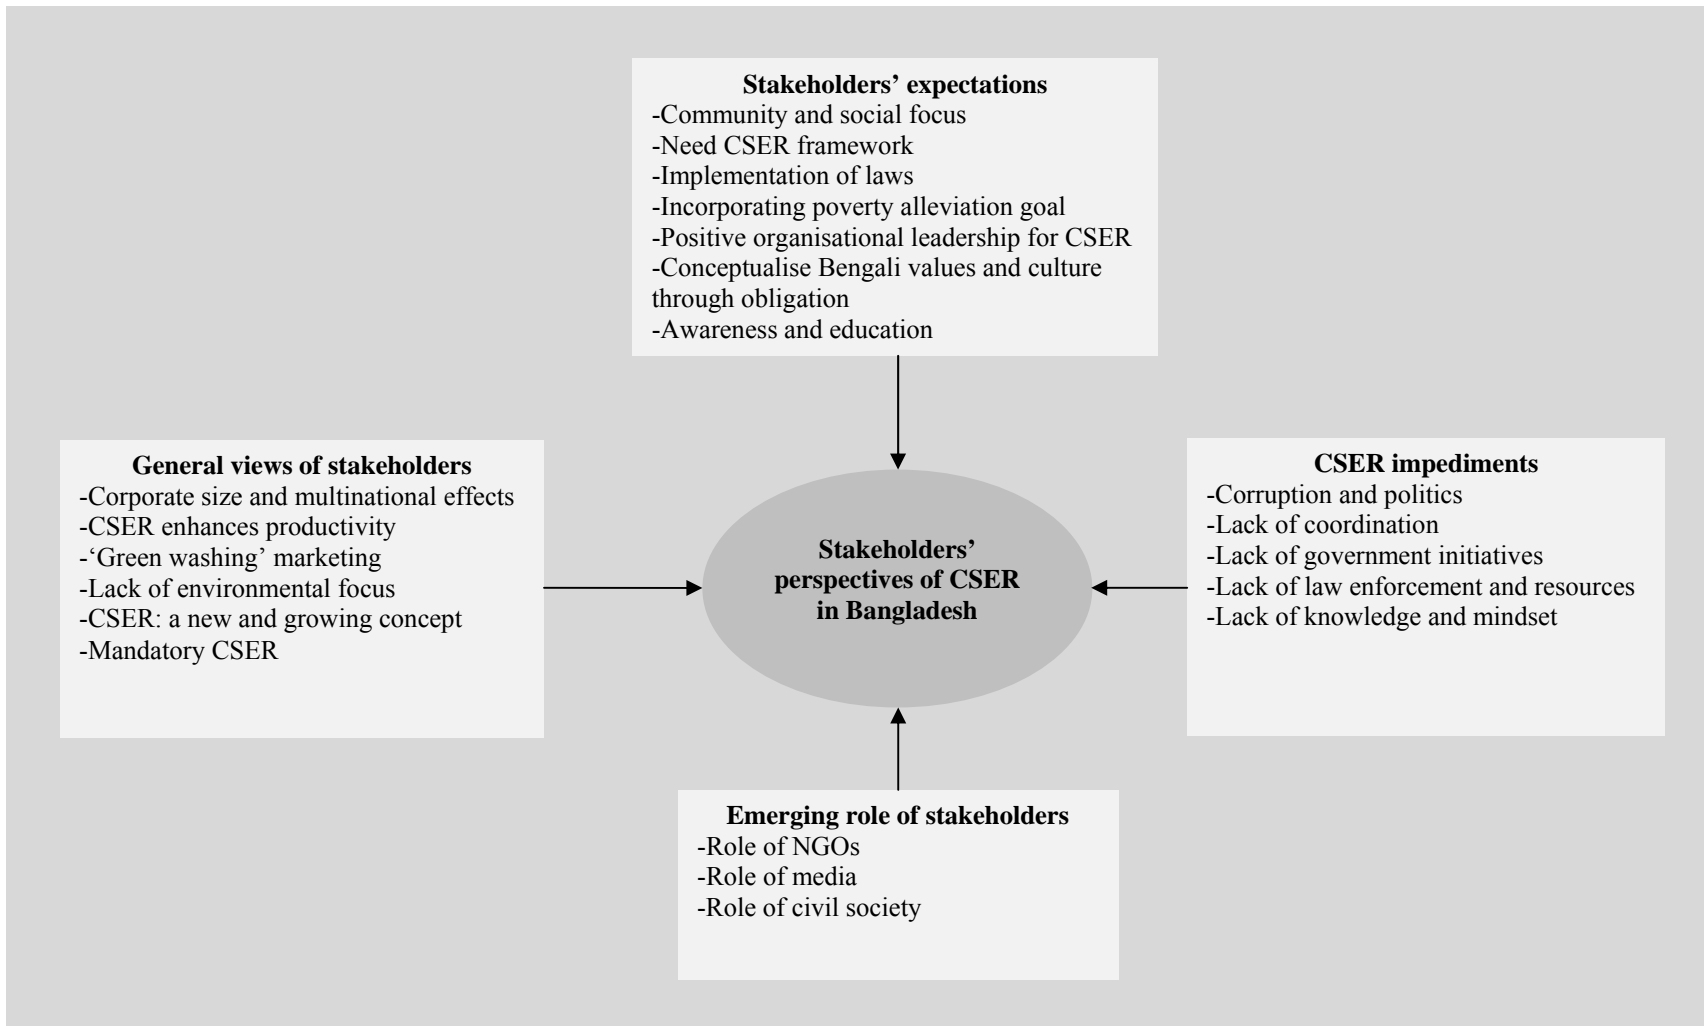 Stakeholders’ expectations
-Community and social focus
-Need CSER framework
-Implementation of laws
-Incorporating poverty alleviation goal
-Positive organisational leadership for CSER
-Conceptualise Bengali values and culture
through obligation
-Awareness and education
General views of stakeholders
-Corporate size and multinational effects
-CSER enhances productivity
-‘Green washing’ marketing
-Lack of environmental focus
-CSER: a new and growing concept
-Mandatory CSER
Stakeholders’
perspectives of CSER
in Bangladesh
CSER impediments
-Corruption and politics
-Lack of coordination
-Lack of government initiatives
-Lack of law enforcement and resources
-Lack of knowledge and mindset
Emerging role of stakeholders
-Role of NGOs
-Role of media
-Role of civil society